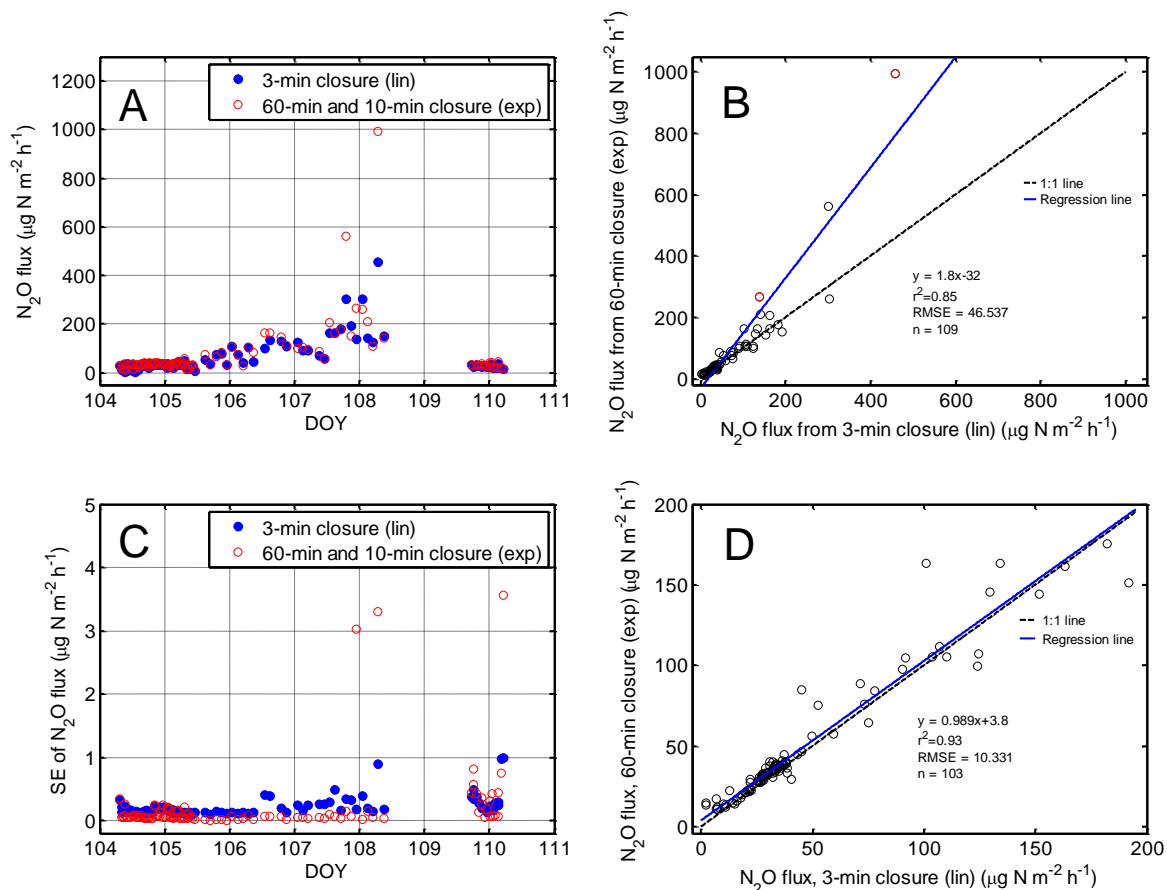 A
3-min closure (lin)
60-min and 10-min closure (exp)
N2O flux (µg N m-2 h-1)
1200
1000
800
600
400
200
0
104 105 106 107 108 109 110 111
DOY
B
N2O flux from 60-min closure (exp) (µg N m-2 h-1)
1000
800
600
400
200
0
1:1 line
Regression line
y = 1.8x-32
r2=0.85
RMSE = 46.537
n = 109
0 200 400 600 800 1000
N2O flux from 3-min closure (lin) (µg N m-2 h-1)
C
3-min closure (lin)
60-min and 10-min closure (exp)
SE of N2O flux (µg N m-2 h-1)
5
4
3
2
1
0
104 105 106 107 108 109 110 111
DOY
D
N2O flux, 60-min closure (exp) (µg N m-2 h-1)
200
150
100
50
0
1:1 line
Regression line
y = 0.989x+3.8
r2=0.93
RMSE = 10.331
n = 103
0 50 100 150 200
N2O flux, 3-min closure (lin) (µg N m-2 h-1)